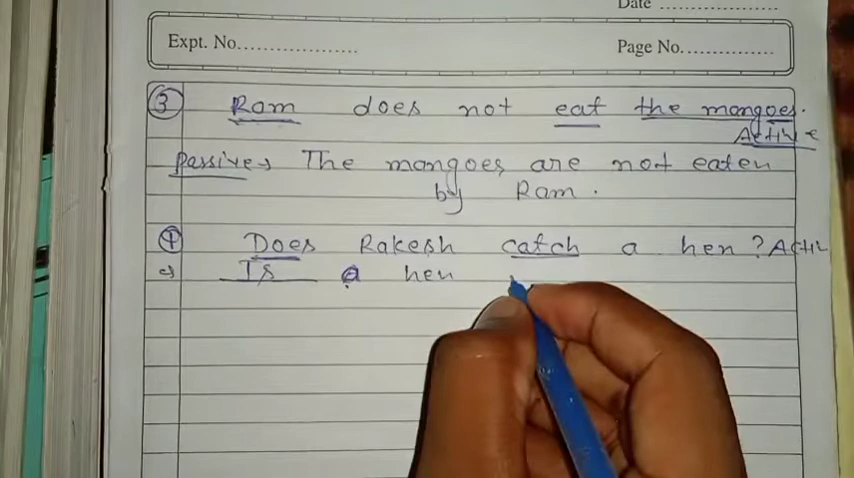 Date
Expt. No.
Page No.
③ Ram does not eat the mangoes.
Active
Passive → The mangoes are not eaten
by Ram.
④ Does Rakesh catch a hen? Activ
→ Is a hen